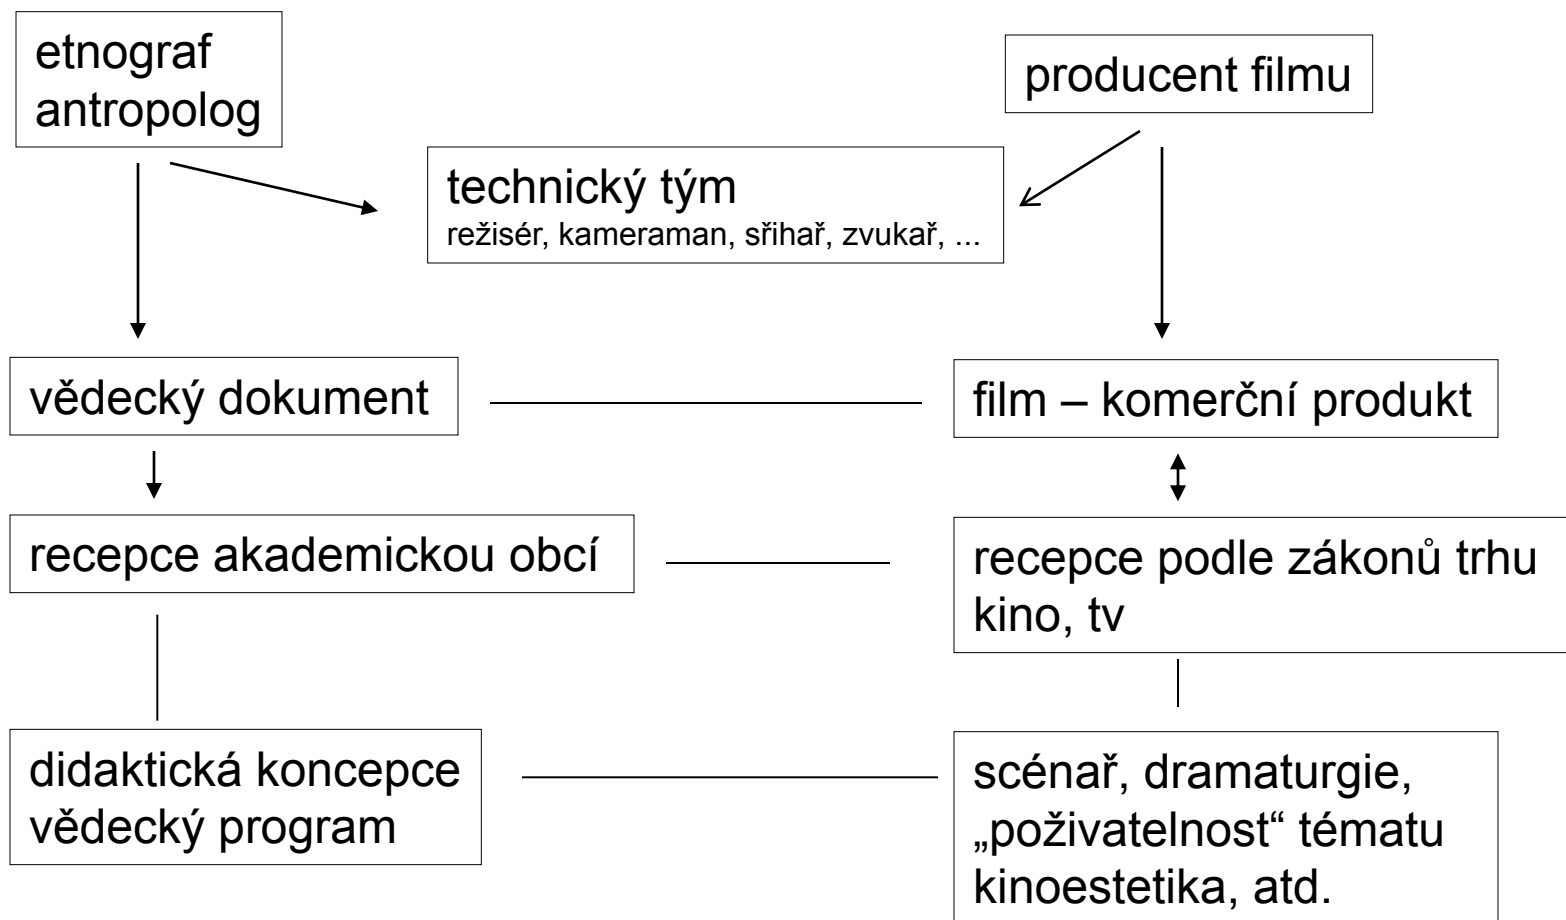 etnograf
antropolog
producent filmu
technický tým
režisér, kameraman, sřihař, zvukař, ...
vědecký dokument
film – komerční produkt
recepce akademickou obcí
recepce podle zákonů trhu
kino, tv
didaktická koncepce
vědecký program
scénář, dramaturgie,
„poživatelnost“ tématu
kinoestetika, atd.